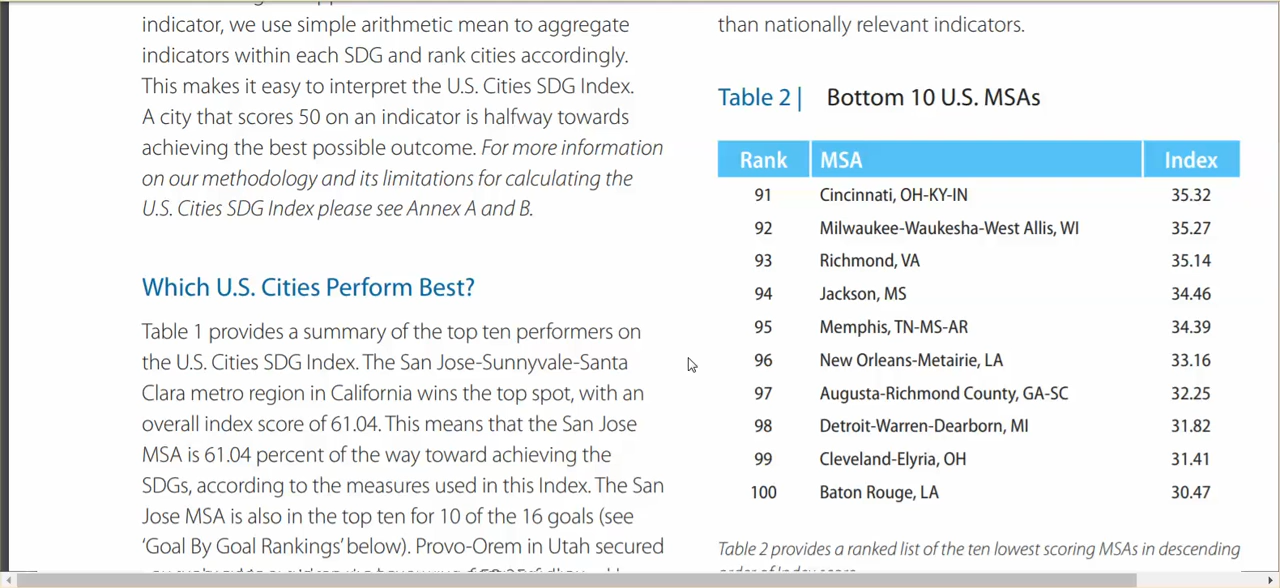 indicator, we use simple arithmetic mean to aggregate
indicators within each SDG and rank cities accordingly.
This makes it easy to interpret the U.S. Cities SDG Index.
A city that scores 50 on an indicator is halfway towards
achieving the best possible outcome. For more information
on our methodology and its limitations for calculating the
U.S. Cities SDG Index please see Annex A and B.
Which U.S. Cities Perform Best?
Table 1 provides a summary of the top ten performers on
the U.S. Cities SDG Index. The San Jose-Sunnyvale-Santa
Clara metro region in California wins the top spot, with an
overall index score of 61.04. This means that the San Jose
MSA is 61.04 percent of the way toward achieving the
SDGs, according to the measures used in this Index. The San
Jose MSA is also in the top ten for 10 of the 16 goals (see
‘Goal By Goal Rankings’ below). Provo-Orem in Utah secured
than nationally relevant indicators.
Table 2 | Bottom 10 U.S. MSAs
Rank MSA Index
91 Cincinnati, OH-KY-IN 35.32
92 Milwaukee-Waukesha-West Allis, WI 35.27
93 Richmond, VA 35.14
94 Jackson, MS 34.46
95 Memphis, TN-MS-AR 34.39
96 New Orleans-Metairie, LA 33.16
97 Augusta-Richmond County, GA-SC 32.25
98 Detroit-Warren-Dearborn, MI 31.82
99 Cleveland-Elyria, OH 31.41
100 Baton Rouge, LA 30.47
Table 2 provides a ranked list of the ten lowest scoring MSAs in descending
order of Index score